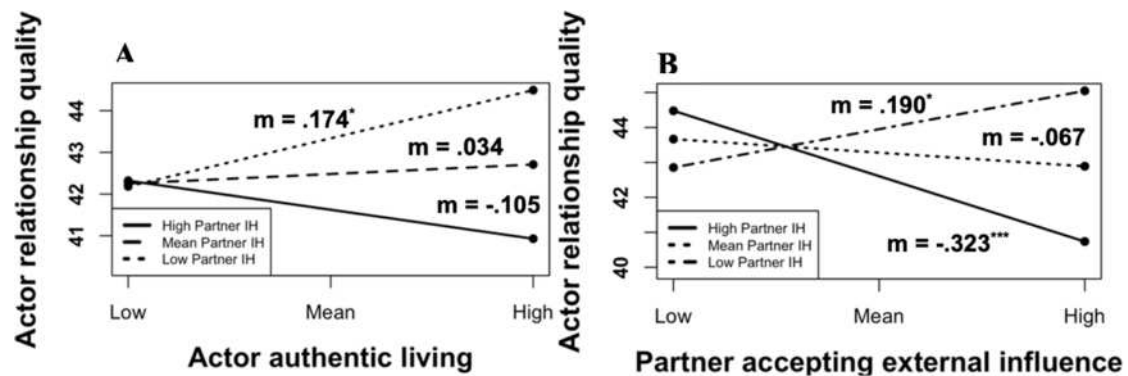 A
Actor relationship quality
44
43
42
41
m = .174*
m = .034
m = -.105
High Partner IH
Mean Partner IH
Low Partner IH
Low
Mean
High
Actor authentic living
B
Actor relationship quality
44
42
40
m = .190*
m = -.067
m = -.323***
High Partner IH
Mean Partner IH
Low Partner IH
Low
Mean
High
Partner accepting external influence